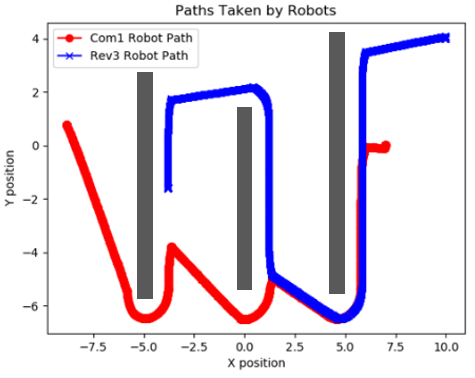 Paths Taken by Robots
Com1 Robot Path
Rev3 Robot Path
4
2
0
−2
−4
−6
Y position
−7.5 −5.0 −2.5 0.0 2.5 5.0 7.5 10.0
X position